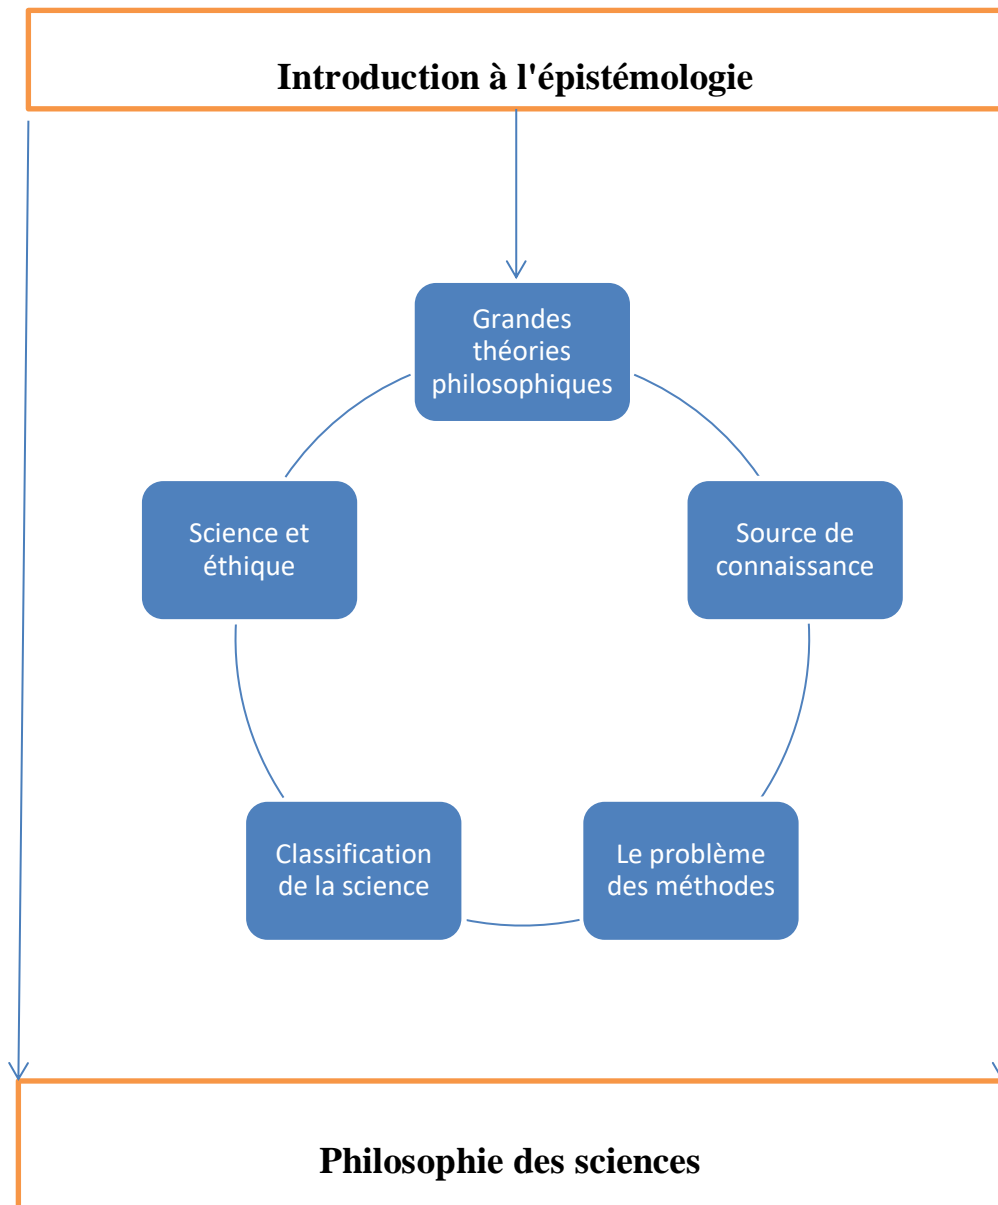 Introduction à l'épistémologie
Grandes
théories
philosophiques
Science et
éthique
Source de
connaissance
Classification
de la science
Le problème
des méthodes
Philosophie des sciences